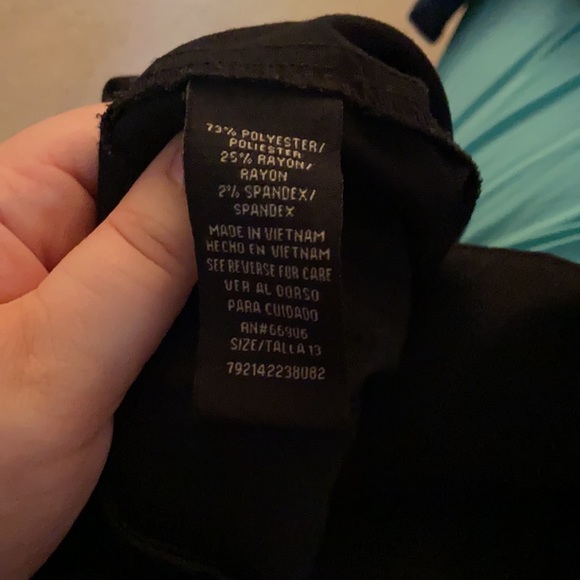 73% POLYESTER/
POLIESTER
25% RAYON/
RAYON
2% SPANDEX/
SPANDEX
MADE IN VIETNAM
HECHO EN VIETNAM
SEE REVERSE FOR CARE
VER AL DORSO
PARA CUIDADO
RN#66906
SIZE/TALLA 13
792142238082